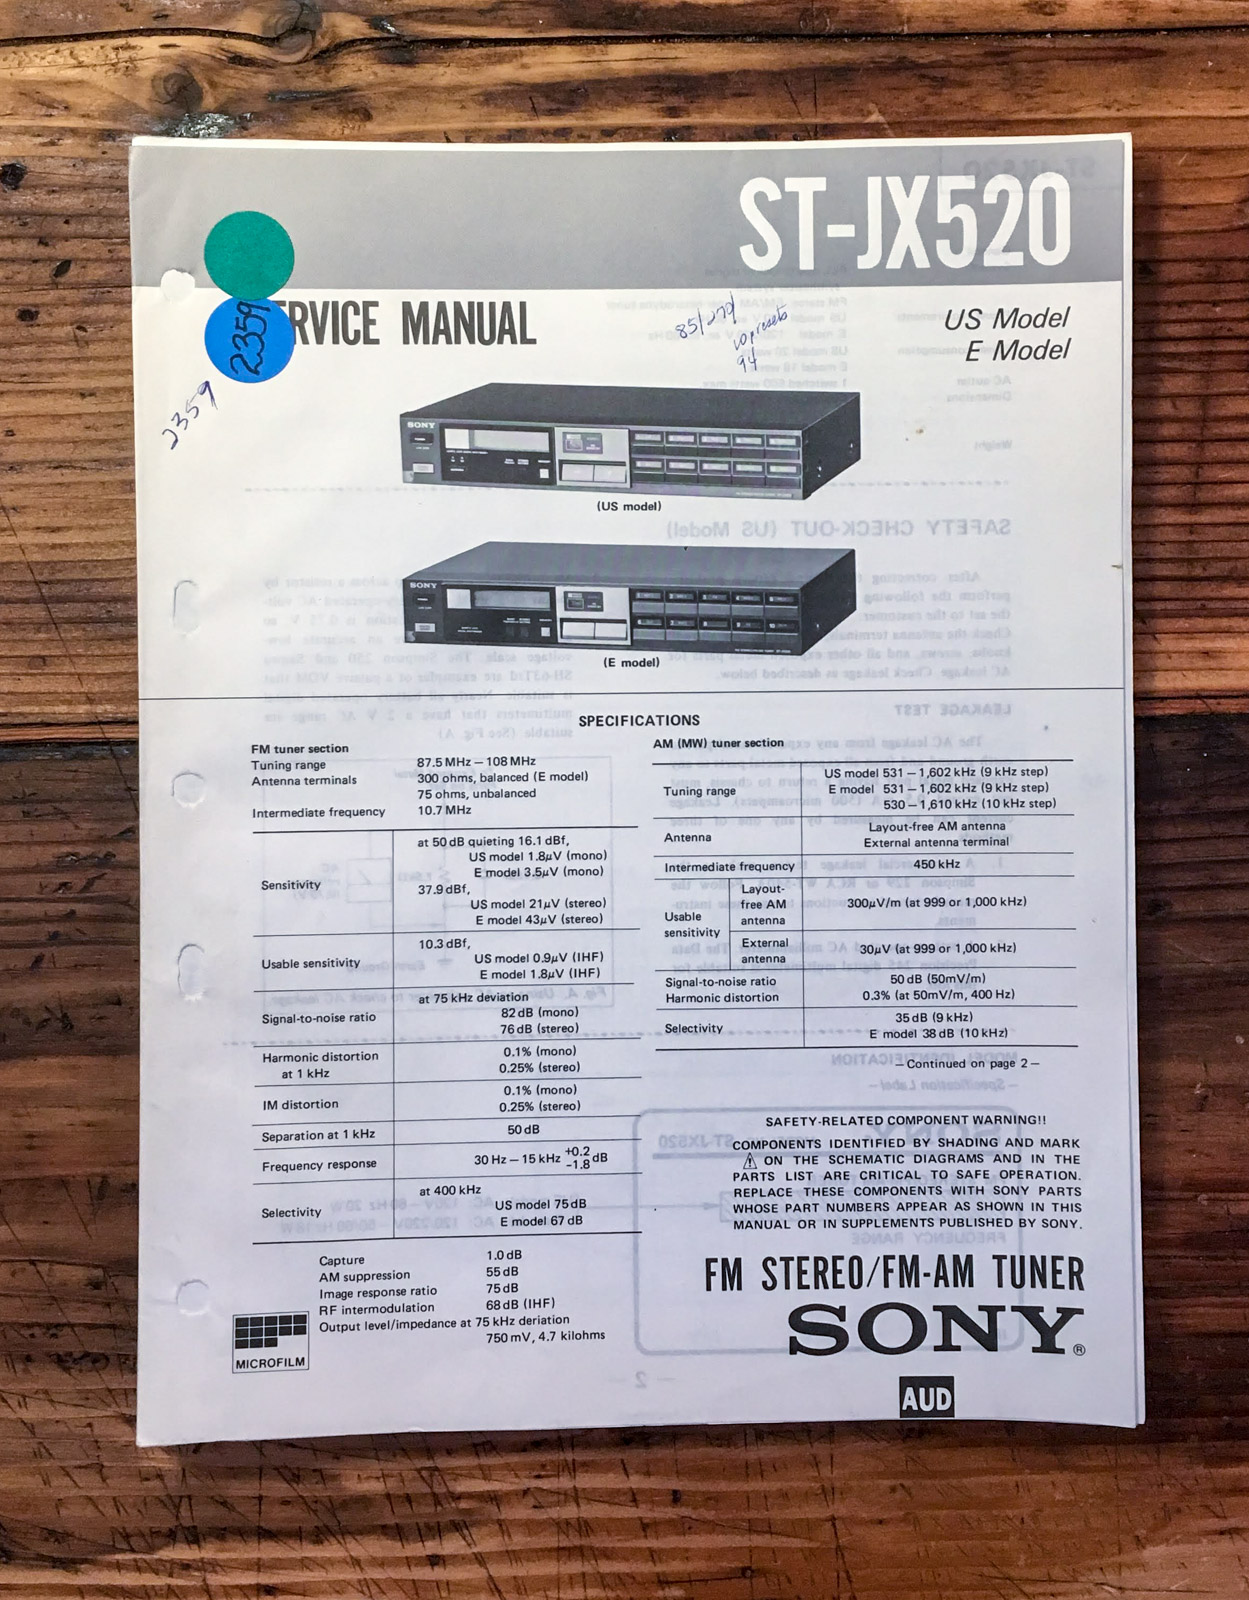 ST-JX520
SERVICE MANUAL
US Model
E Model
2359
2359
85/270
10 presets
94
SONY
(US model)
SONY
(E model)
SPECIFICATIONS
FM tuner section
Tuning range 87.5 MHz – 108 MHz
Antenna terminals 300 ohms, balanced (E model)
75 ohms, unbalanced
Intermediate frequency 10.7 MHz
Sensitivity at 50 dB quieting 16.1 dBf,
US model 1.8μV (mono)
E model 3.5μV (mono)
37.9 dBf,
US model 21μV (stereo)
E model 43μV (stereo)
Usable sensitivity 10.3 dBf,
US model 0.9μV (IHF)
E model 1.8μV (IHF)
Signal-to-noise ratio at 75 kHz deviation
82 dB (mono)
76 dB (stereo)
Harmonic distortion 0.1% (mono)
at 1 kHz 0.25% (stereo)
IM distortion 0.1% (mono)
0.25% (stereo)
Separation at 1 kHz 50 dB
Frequency response 30 Hz – 15 kHz +0.2 -1.8 dB
Selectivity at 400 kHz
US model 75 dB
E model 67 dB
Capture 1.0 dB
AM suppression 55 dB
Image response ratio 75 dB
RF intermodulation 68 dB (IHF)
Output level/impedance at 75 kHz deriation
750 mV, 4.7 kilohms
MICROFILM
AM (MW) tuner section
Tuning range US model 531 – 1,602 kHz (9 kHz step)
E model 531 – 1,602 kHz (9 kHz step)
530 – 1,610 kHz (10 kHz step)
Antenna Layout-free AM antenna
External antenna terminal
Intermediate frequency 450 kHz
Usable sensitivity Layout-free AM antenna 300μV/m (at 999 or 1,000 kHz)
External antenna 30μV (at 999 or 1,000 kHz)
Signal-to-noise ratio 50 dB (50mV/m)
Harmonic distortion 0.3% (at 50mV/m, 400 Hz)
Selectivity 35 dB (9 kHz)
E model 38 dB (10 kHz)
– Continued on page 2 –
SAFETY-RELATED COMPONENT WARNING!!
COMPONENTS IDENTIFIED BY SHADING AND MARK
⚠ ON THE SCHEMATIC DIAGRAMS AND IN THE
PARTS LIST ARE CRITICAL TO SAFE OPERATION.
REPLACE THESE COMPONENTS WITH SONY PARTS
WHOSE PART NUMBERS APPEAR AS SHOWN IN THIS
MANUAL OR IN SUPPLEMENTS PUBLISHED BY SONY.
FM STEREO/FM-AM TUNER
SONY®
AUD